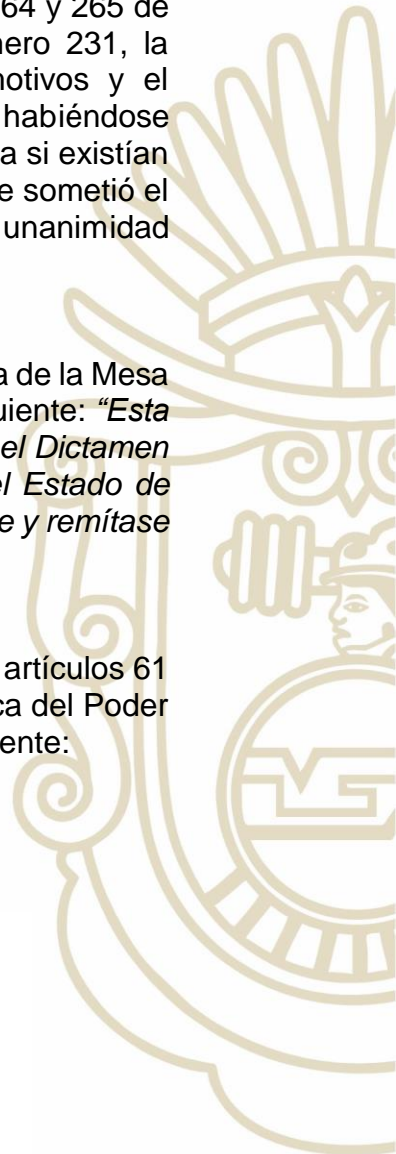 64 y 265 de
nero 231, la
notivos y el
habiéndose
a si existían
e sometió el
unanimidad
a de la Mesa
uiente: “Esta
el Dictamen
el Estado de
e y remítase
artículos 61
ca del Poder
ente: